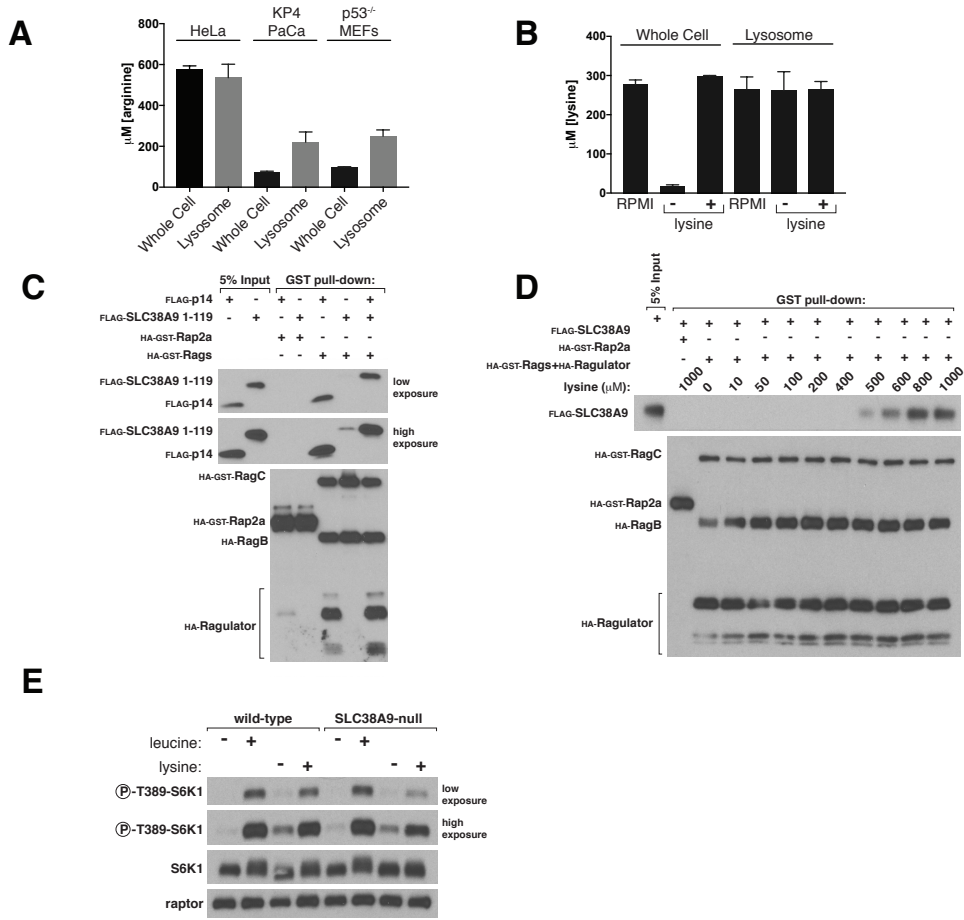 A
HeLa
KP4
PaCa
p53-/-
MEFs
800
600
400
200
0
µM [arginine]
Whole Cell
Lysosome
Whole Cell
Lysosome
Whole Cell
Lysosome
B
Whole Cell
Lysosome
400
300
200
100
0
µM [lysine]
RPMI - + RPMI - +
lysine
lysine
C
5% Input
GST pull-down:
FLAG-p14 + - + - + - +
FLAG-SLC38A9 1-119 - + - + - + +
HA-GST-Rap2a + + - - -
HA-GST-Rags - - + + +
FLAG-SLC38A9 1-119
FLAG-p14
low
exposure
FLAG-SLC38A9 1-119
FLAG-p14
high
exposure
HA-GST-RagC
HA-GST-Rap2a
HA-RagB
HA-Ragulator
D
5% Input
GST pull-down:
FLAG-SLC38A9 + + + + + + + + + + + +
HA-GST-Rap2a + - - - - - - - - - -
HA-GST-Rags+HA-Ragulator - + + + + + + + + + +
lysine (µM): 1000 0 10 50 100 200 400 500 600 800 1000
FLAG-SLC38A9
HA-GST-RagC
HA-GST-Rap2a
HA-RagB
HA-Ragulator
E
wild-type
SLC38A9-null
leucine: - + - +
lysine: - + - +
P-T389-S6K1
low
exposure
P-T389-S6K1
high
exposure
S6K1
raptor